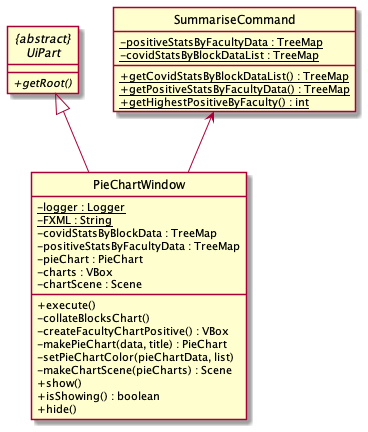 {abstract}
UiPart
+getRoot()
SummariseCommand
-positiveStatsByFacultyData : TreeMap
-covidStatsByBlockDataList : TreeMap
+getCovidStatsByBlockDataList() : TreeMap
+getPositiveStatsByFacultyData() : TreeMap
+getHighestPositiveByFaculty() : int
PieChartWindow
-logger : Logger
-FXML : String
-covidStatsByBlockData : TreeMap
-positiveStatsByFacultyData : TreeMap
-pieChart : PieChart
-charts : VBox
-chartScene : Scene
+execute()
-collateBlocksChart()
-createFacultyChartPositive() : VBox
-makePieChart(data, title) : PieChart
-setPieChartColor(pieChartData, list)
-makeChartScene(pieCharts) : Scene
+show()
+isShowing() : boolean
+hide()